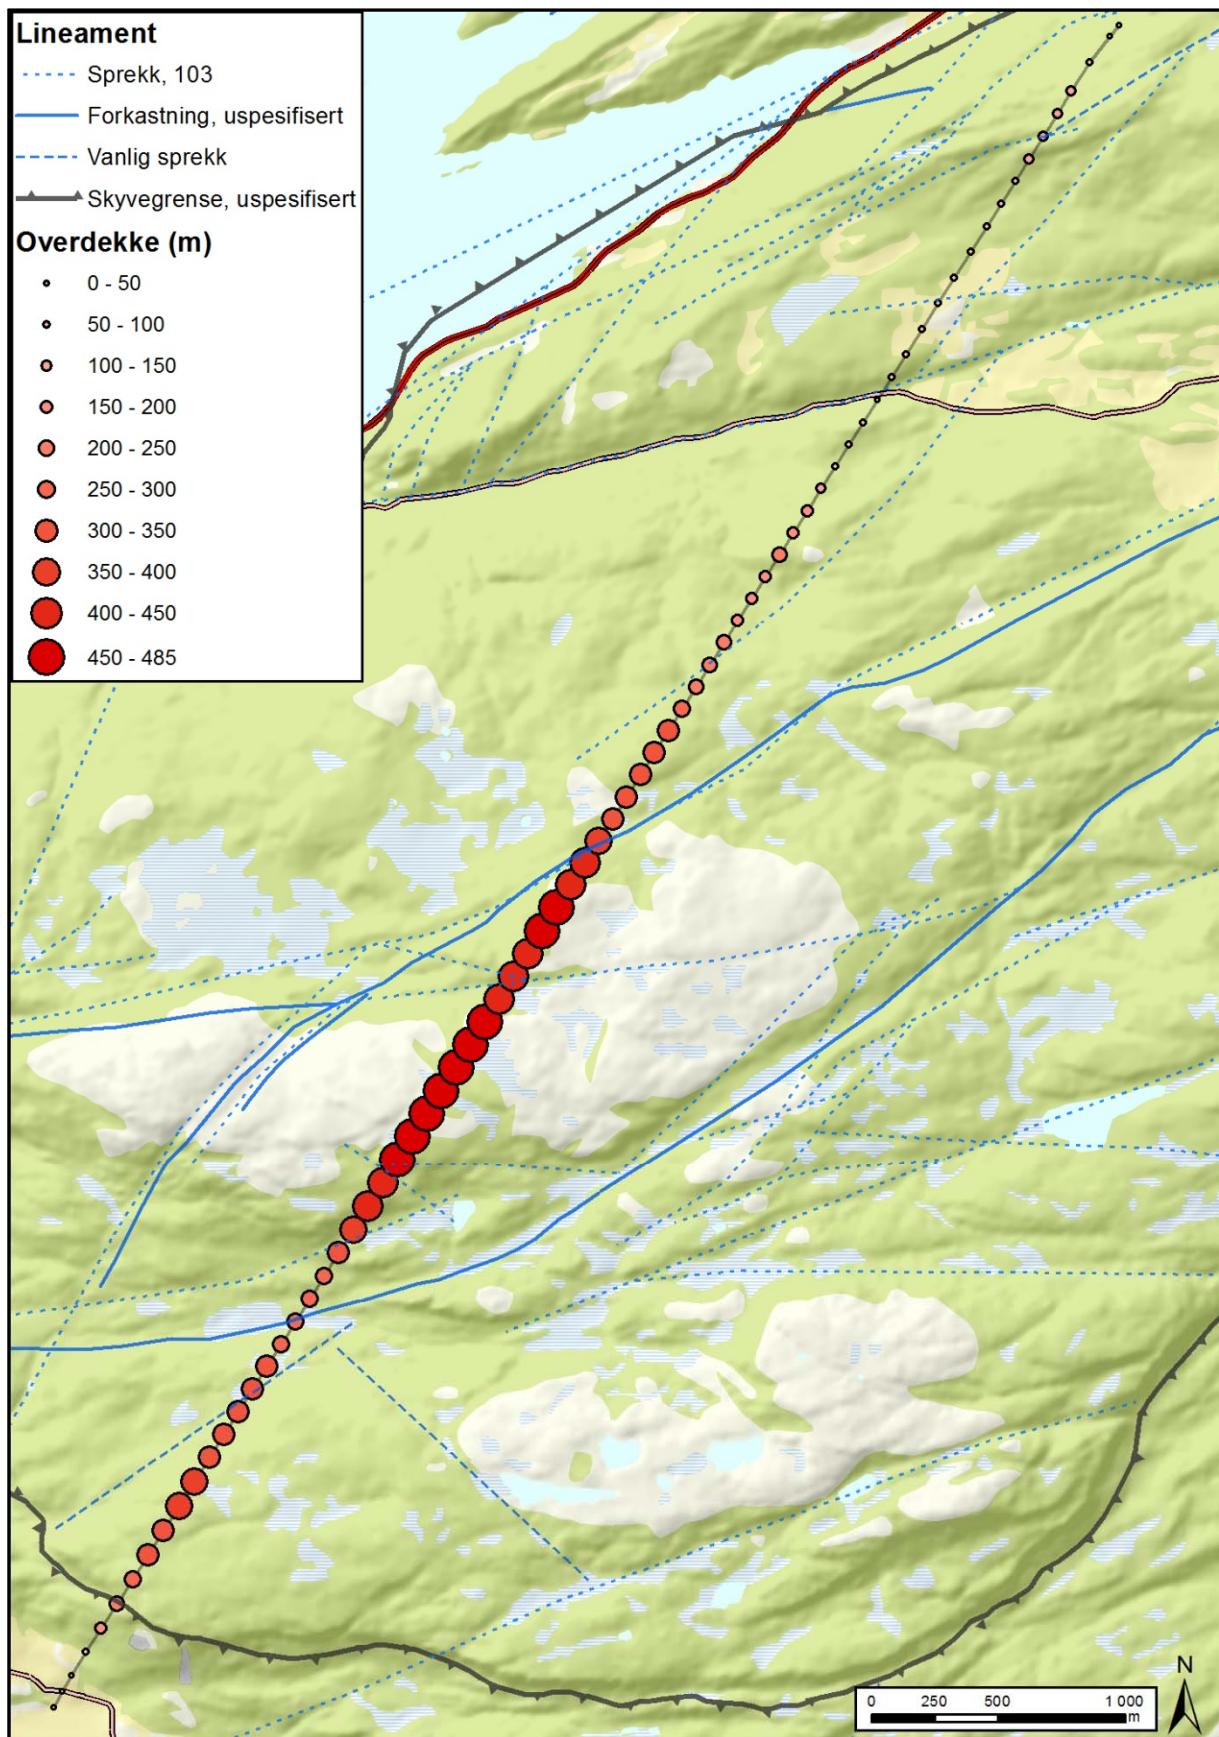 Lineament
Sprekk, 103
Forkastning, uspesifisert
Vanlig sprekk
Skyvegrense, uspesifisert
Overdekke (m)
0 - 50
50 - 100
100 - 150
150 - 200
200 - 250
250 - 300
300 - 350
350 - 400
400 - 450
450 - 485
N
0 250 500 1 000
m